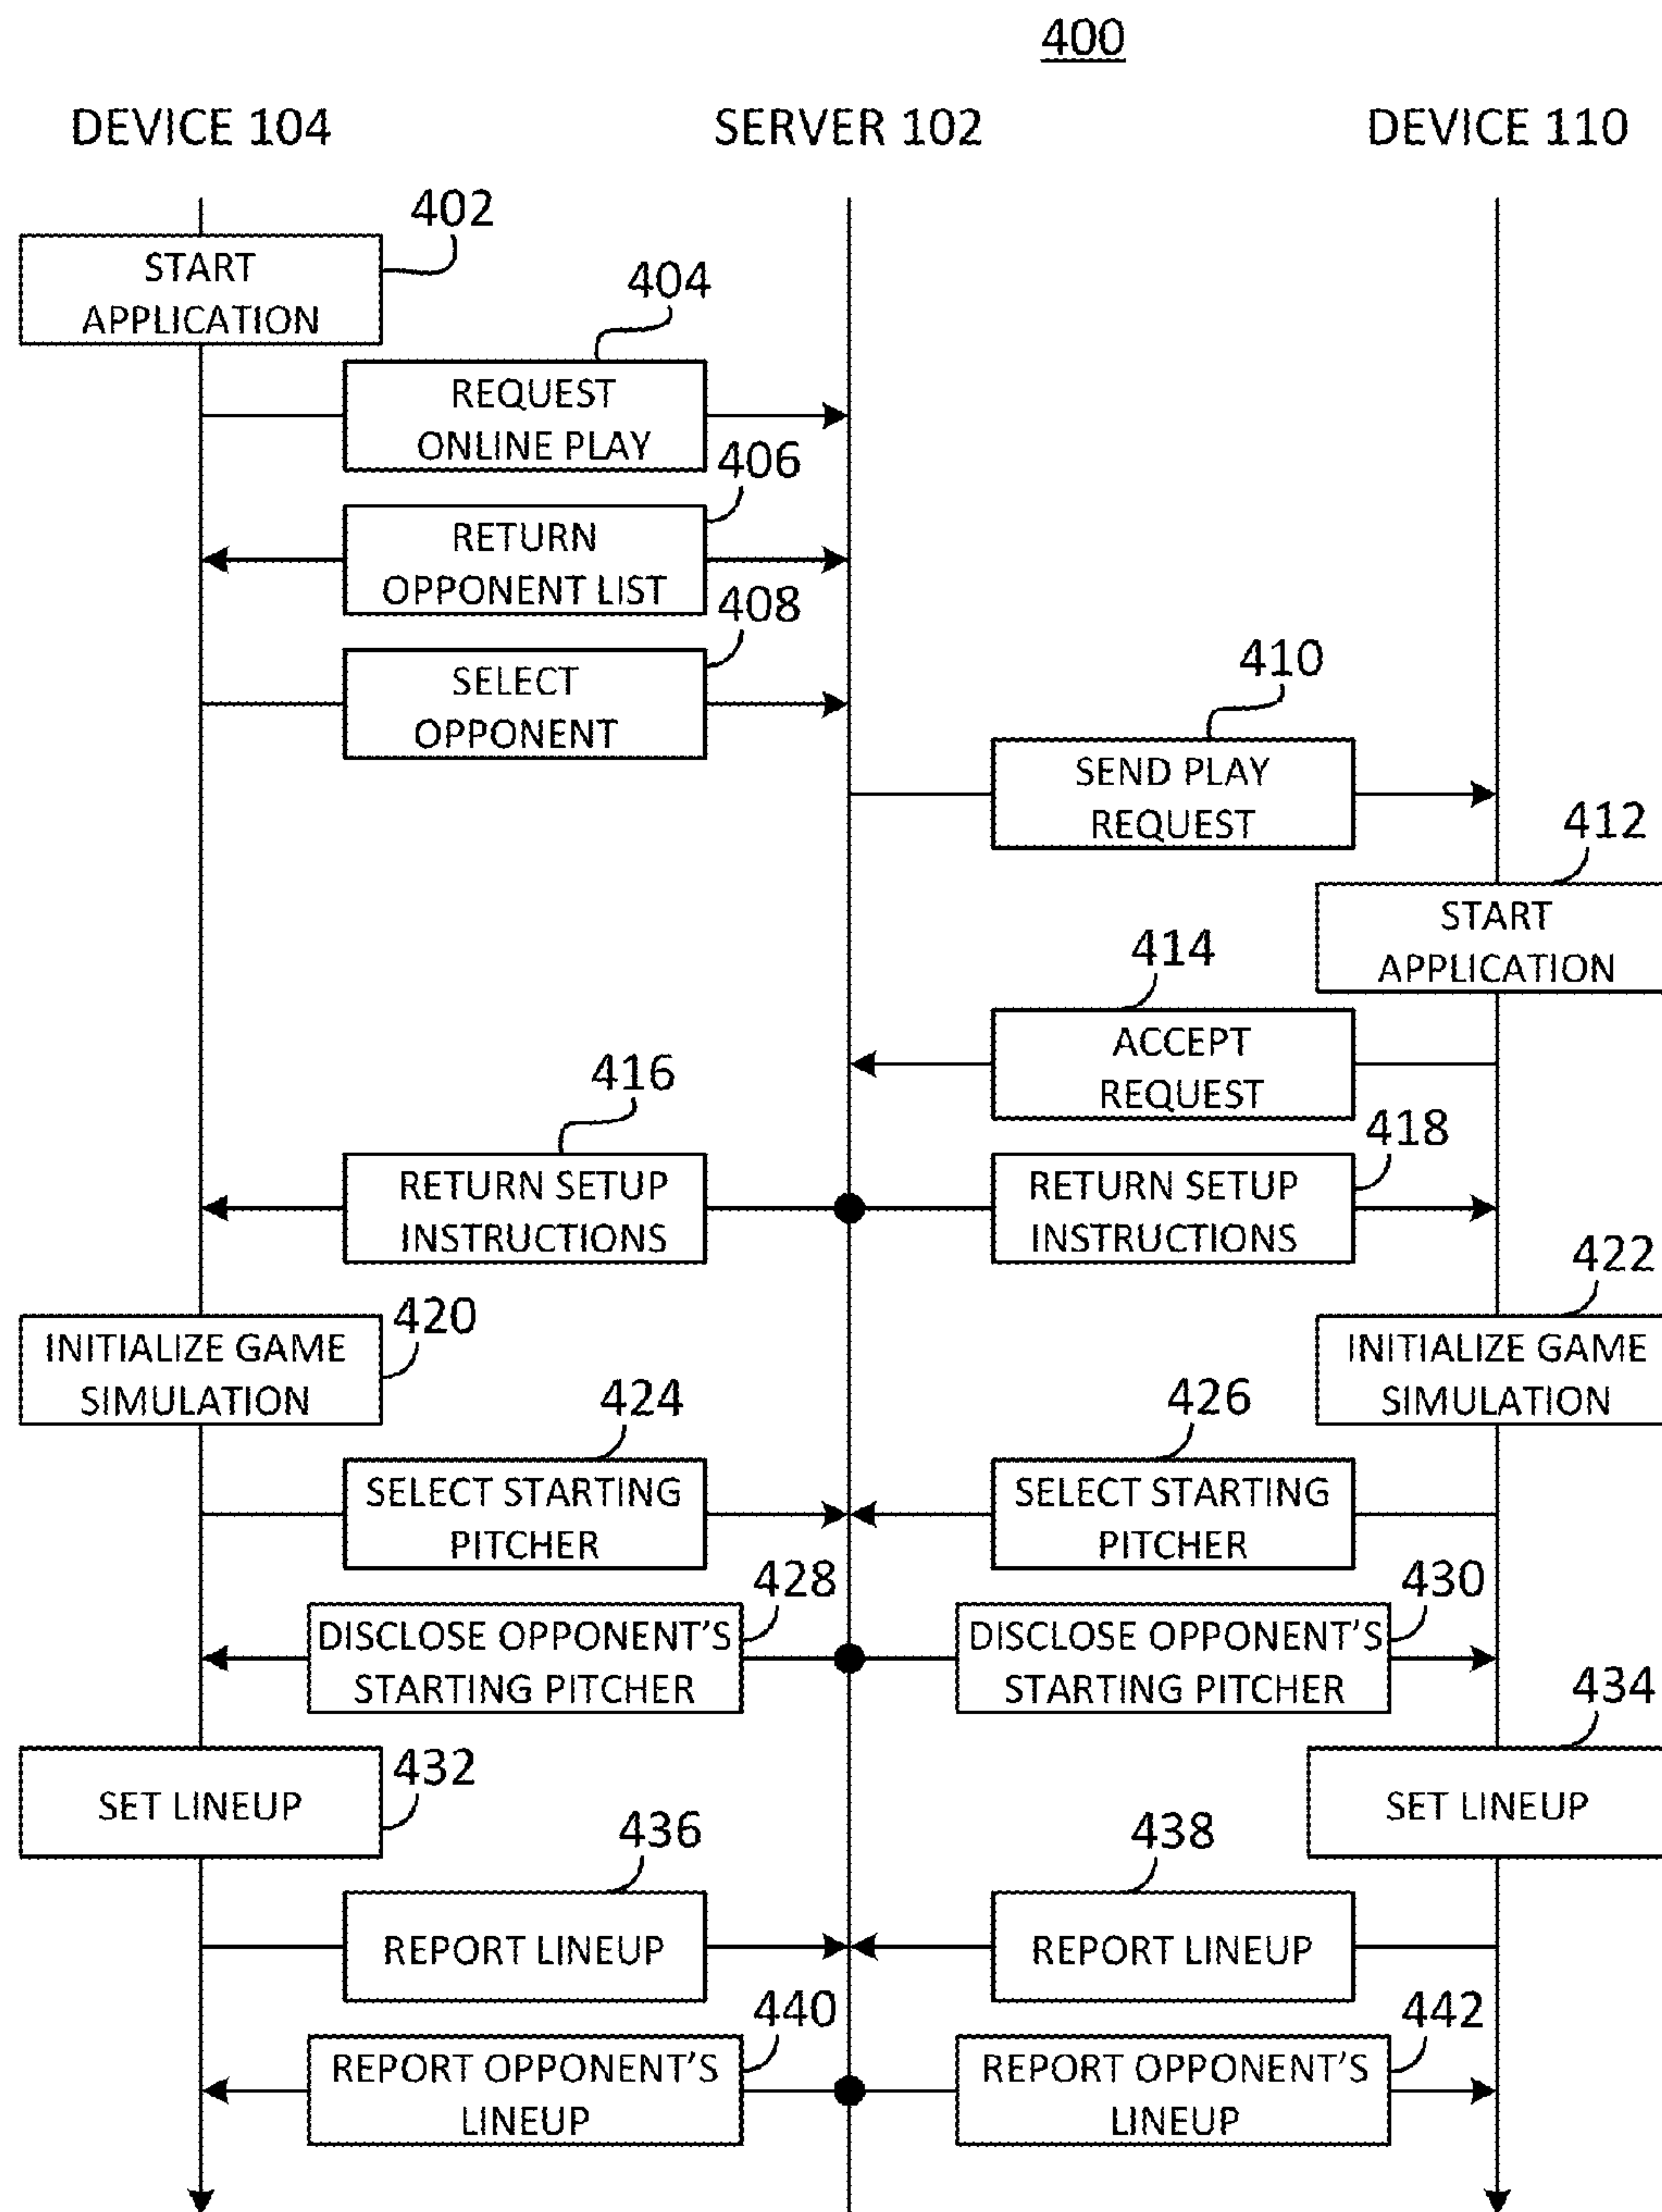 400
DEVICE 104
SERVER 102
DEVICE 110
402
START
APPLICATION
404
REQUEST
ONLINE PLAY
406
RETURN
OPPONENT LIST
408
SELECT
OPPONENT
410
SEND PLAY
REQUEST
412
START
APPLICATION
414
ACCEPT
REQUEST
416
RETURN SETUP
INSTRUCTIONS
418
RETURN SETUP
INSTRUCTIONS
420
INITIALIZE GAME
SIMULATION
422
INITIALIZE GAME
SIMULATION
424
SELECT STARTING
PITCHER
426
SELECT STARTING
PITCHER
428
DISCLOSE OPPONENT'S
STARTING PITCHER
430
DISCLOSE OPPONENT'S
STARTING PITCHER
432
SET LINEUP
434
SET LINEUP
436
REPORT LINEUP
438
REPORT LINEUP
440
REPORT OPPONENT'S
LINEUP
442
REPORT OPPONENT'S
LINEUP